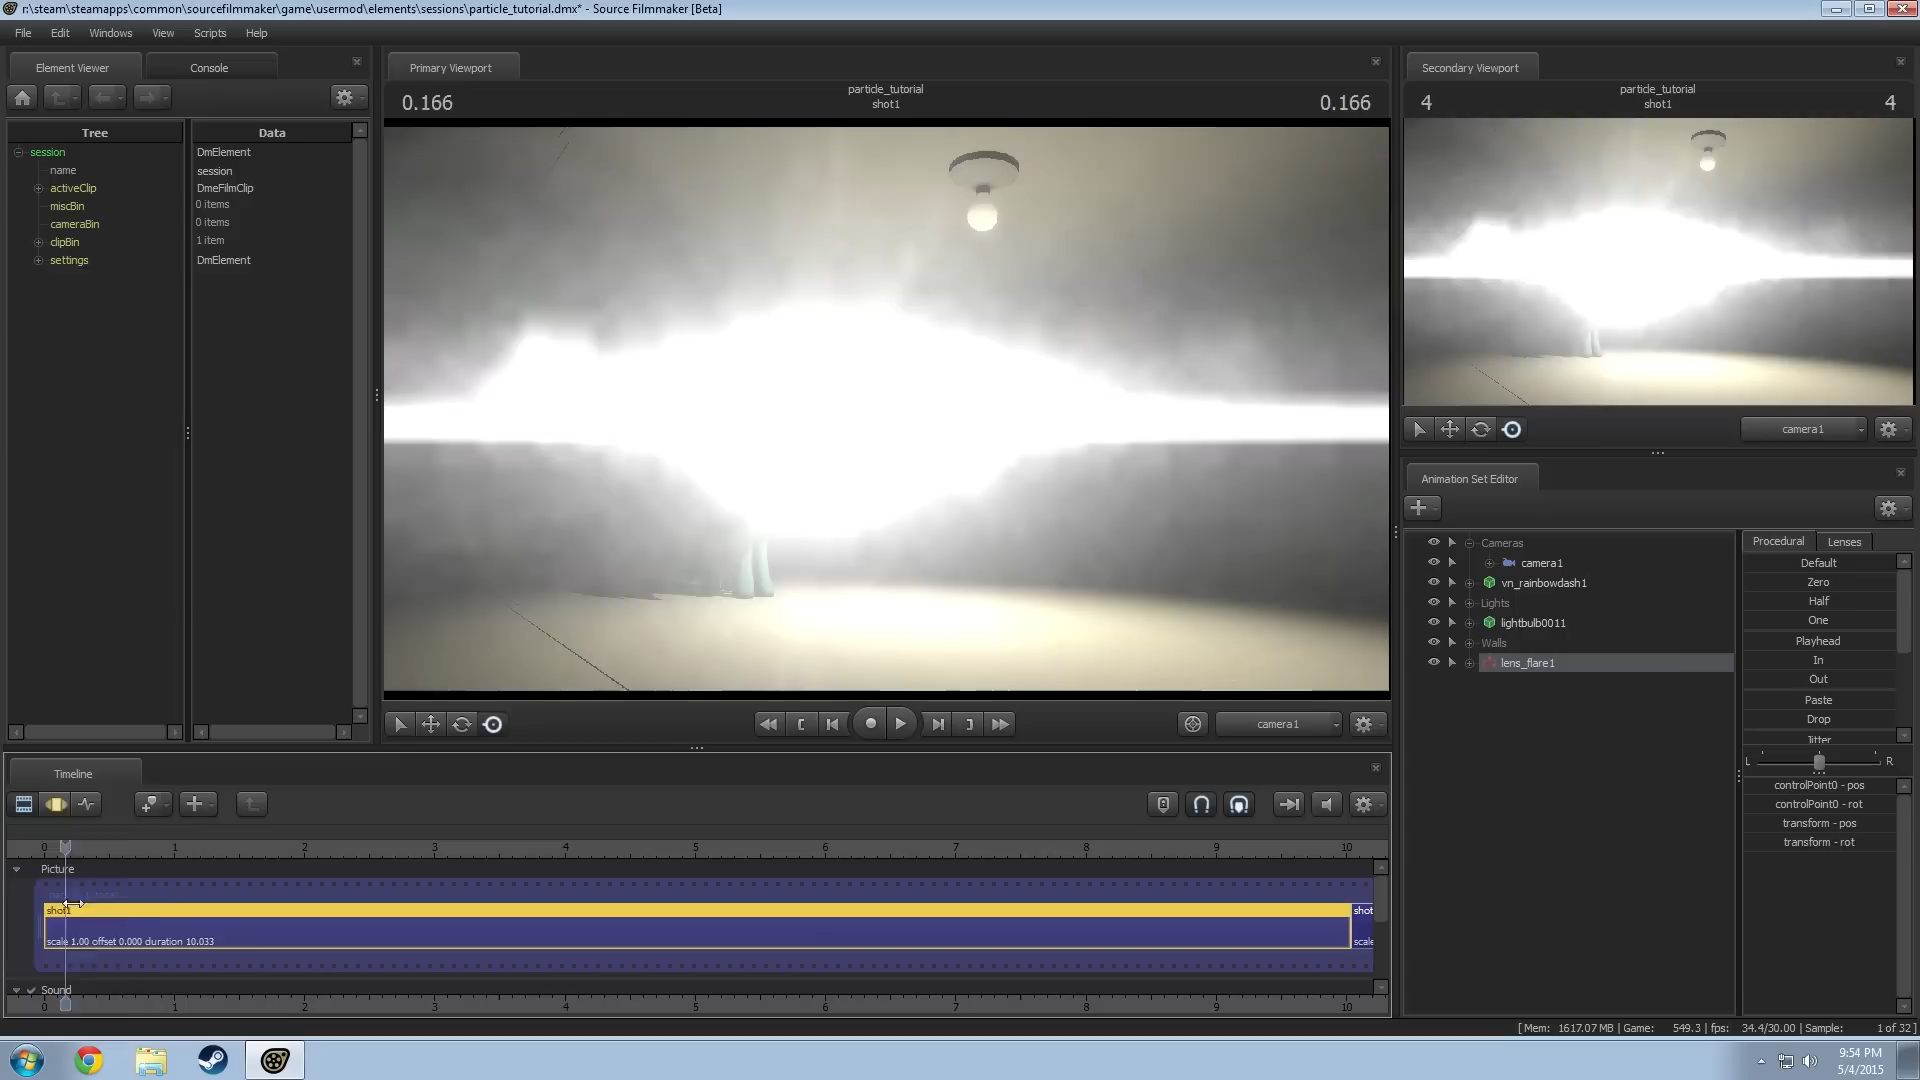 r:\steam\steamapps\common\sourcefilmmaker\game\usermod\elements\sessions\particle_tutorial.dmx* - Source Filmmaker [Beta]
File Edit Windows View Scripts Help
Element Viewer Console
Tree Data
session DmElement
name session
activeClip DmeFilmClip
miscBin 0 items
cameraBin 0 items
clipBin 1 item
settings DmElement
Primary Viewport
0.166 particle_tutorial 0.166
shot1
camera1
Secondary Viewport
4 particle_tutorial 4
shot1
camera1
Animation Set Editor
Cameras
camera1
vn_rainbowdash1
Lights
lightbulb0011
Walls
lens_flare1
Procedural Lenses
Default
Zero
Half
One
Playhead
In
Out
Paste
Drop
Jitter
L R
controlPoint0 - pos
controlPoint0 - rot
transform - pos
transform - rot
Timeline
0 1 2 3 4 5 6 7 8 9 10
Picture
shot1 shot
scale 1.00 offset 0.000 duration 10.033 scale
Sound
0 1 2 3 4 5 6 7 8 9 10
[ Mem: 1617.07 MB | Game: 549.3 | fps: 34.4/30.00 | Sample: 1 of 32 ]
9:54 PM
5/4/2015